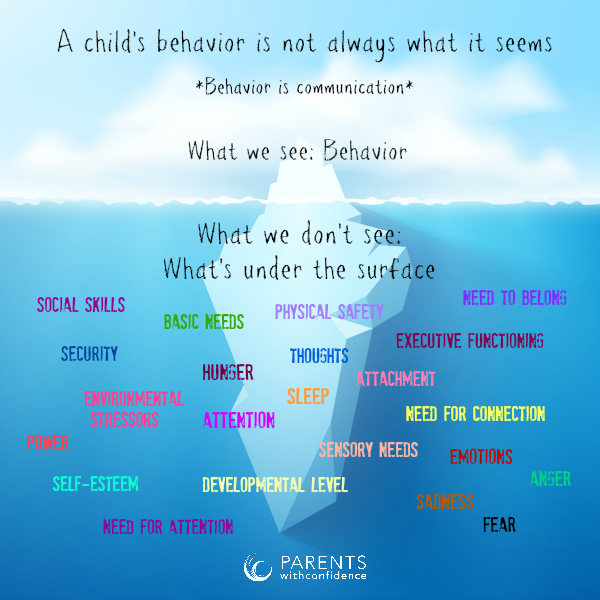 A child's behavior is not always what it seems
*Behavior is communication*
What we see: Behavior
What we don't see:
What's under the surface
SOCIAL SKILLS
BASIC NEEDS
PHYSICAL SAFETY
NEED TO BELONG
SECURITY
HUNGER
THOUGHTS
EXECUTIVE FUNCTIONING
ENVIRONMENTAL
STRESSORS
ATTENTION
SLEEP
ATTACHMENT
NEED FOR CONNECTION
POWER
SENSORY NEEDS
EMOTIONS
SELF-ESTEEM
DEVELOPMENTAL LEVEL
ANGER
SADNESS
NEED FOR ATTENTION
FEAR
PARENTS
withconfidence